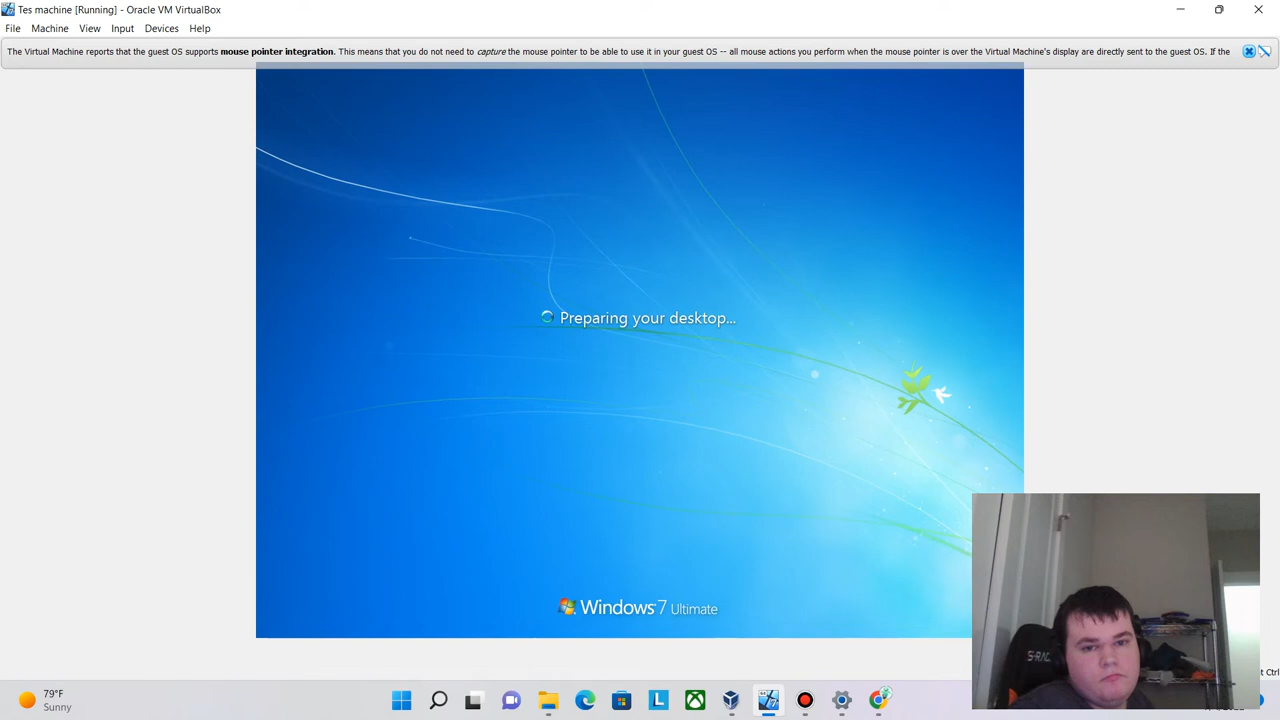 Tes machine [Running] - Oracle VM VirtualBox
File Machine View Input Devices Help
The Virtual Machine reports that the guest OS supports mouse pointer integration. This means that you do not need to capture the mouse pointer to be able to use it in your guest OS -- all mouse actions you perform when the mouse pointer is over the Virtual Machine's display are directly sent to the guest OS. If the
Preparing your desktop...
Windows 7 Ultimate
S-RAC
t Ctrl
79°F
Sunny